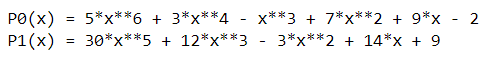 P0(x) = 5*x**6 + 3*x**4 - x**3 + 7*x**2 + 9*x - 2
P1(x) = 30*x**5 + 12*x**3 - 3*x**2 + 14*x + 9